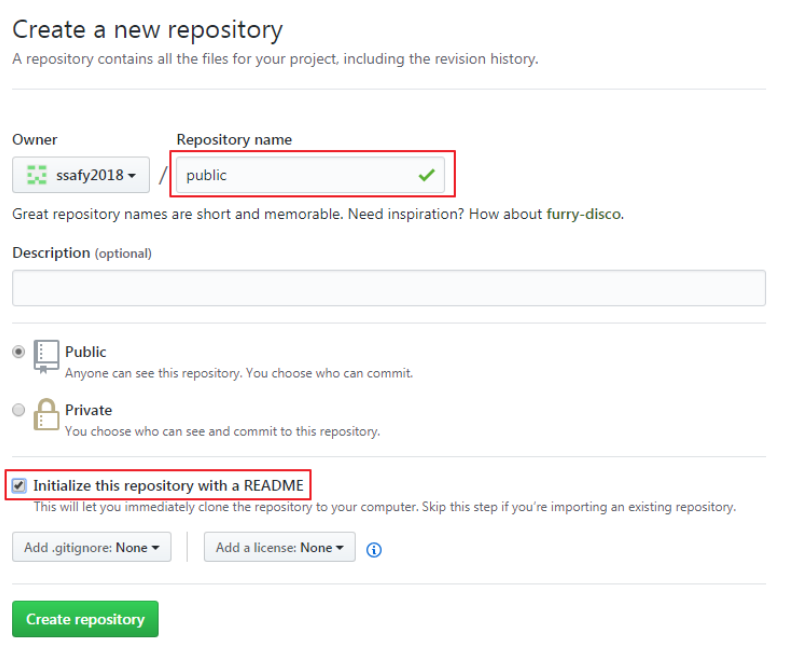 Create a new repository
A repository contains all the files for your project, including the revision history.
Owner
Repository name
ssafy2018
/
public
Great repository names are short and memorable. Need inspiration? How about furry-disco.
Description (optional)
Public
Anyone can see this repository. You choose who can commit.
Private
You choose who can see and commit to this repository.
Initialize this repository with a README
This will let you immediately clone the repository to your computer. Skip this step if you're importing an existing repository.
Add .gitignore: None
Add a license: None
Create repository